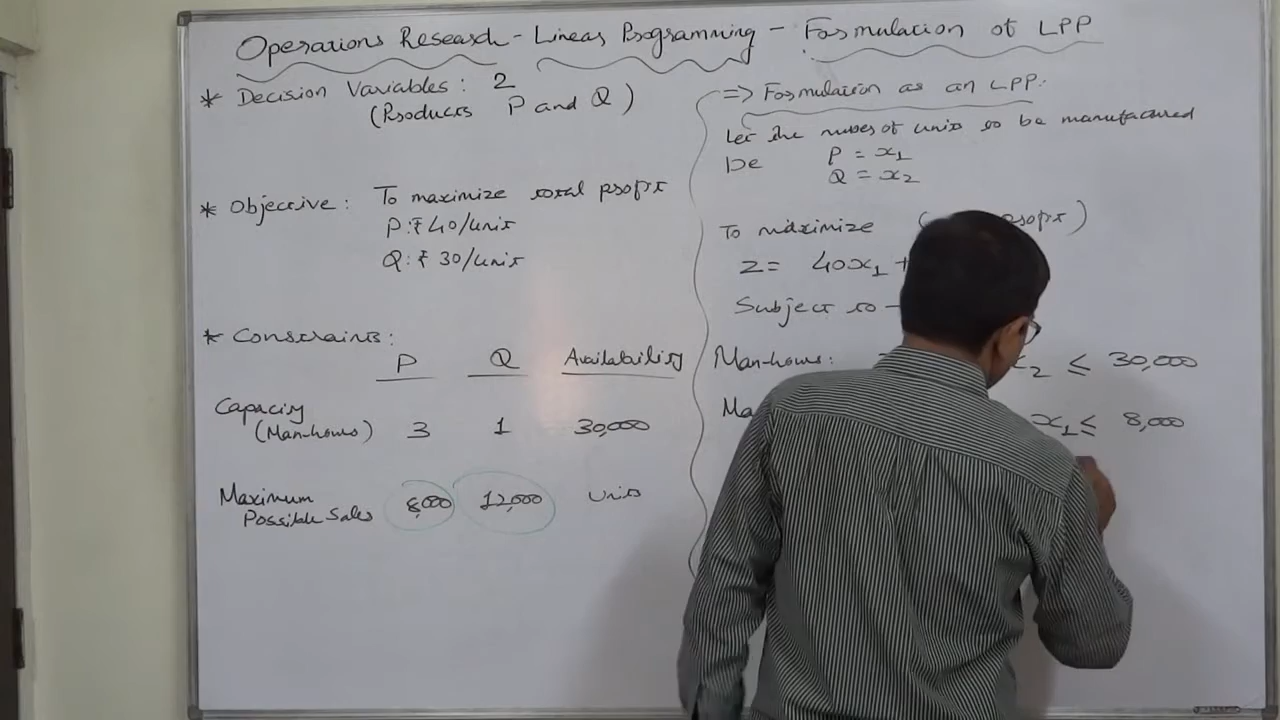 Operations Research - Linear Programming - Formulation of LPP
* Decision Variables: 2
(Products P and Q)
* Objective: To maximize total profit
P: ₹ 40/unit
Q: ₹ 30/unit
* Constraints:
P Q Availability
Capacity
(Man-hours) 3 1 30,000
Maximum
Possible Sales 8,000 12,000 Units
=> Formulation as an LPP:
Let the number of units to be manufactured
be P = x₁
Q = x₂
To maximize
Z = 40x₁ +
Subject to -
Man-hours: x₂ ≤ 30,000
x₁ ≤ 8,000